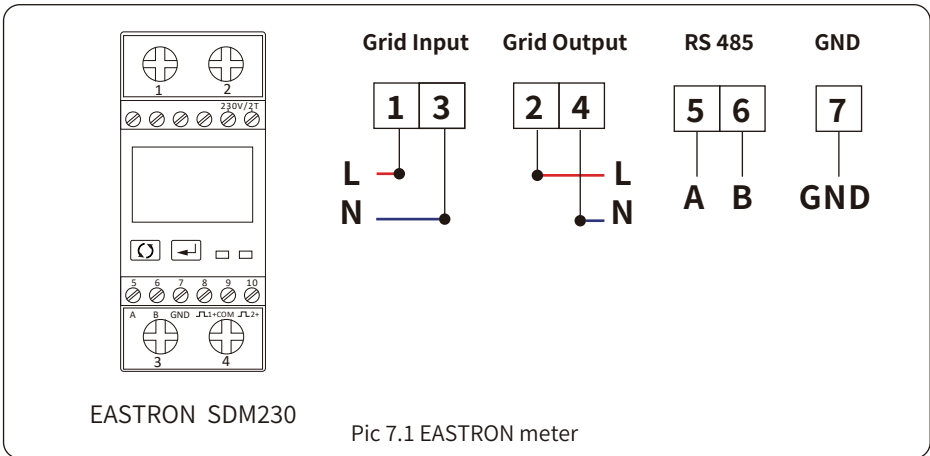 Grid Input Grid Output RS 485 GND
1 2
230V/2T
1 3 2 4 5 6 7
L L
N N
A B GND
5 6 7 8 9 10
A B GND 1+COM 2+
3 4
EASTRON SDM230
Pic 7.1 EASTRON meter